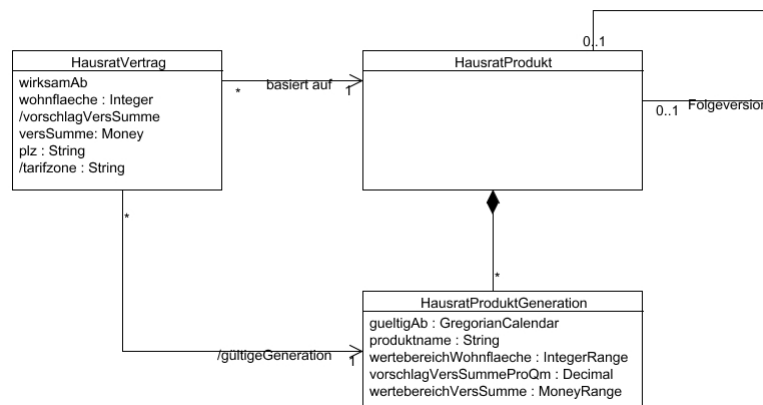 0..1
HausratVertrag
HausratProdukt
wirksamAb
wohnflaeche : Integer
/vorschlagVersSumme
versSumme: Money
plz : String
/tarifzone : String
* basiert auf 1
0..1 Folgeversion
*
*
HausratProduktGeneration
gueltigAb : GregorianCalendar
produktname : String
wertebereichWohnflaeche : IntegerRange
vorschlagVersSummeProQm : Decimal
wertebereichVersSumme : MoneyRange
/gültigeGeneration 1